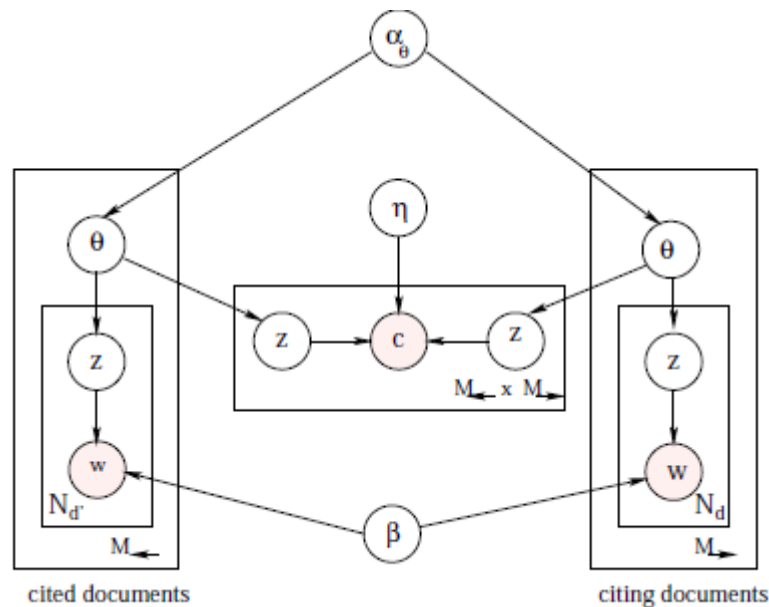 α_θ
η
θ
θ
z
z
c
z
z
w
w
N_d'
N_d
M← x M→
β
M←
M→
cited documents
citing documents